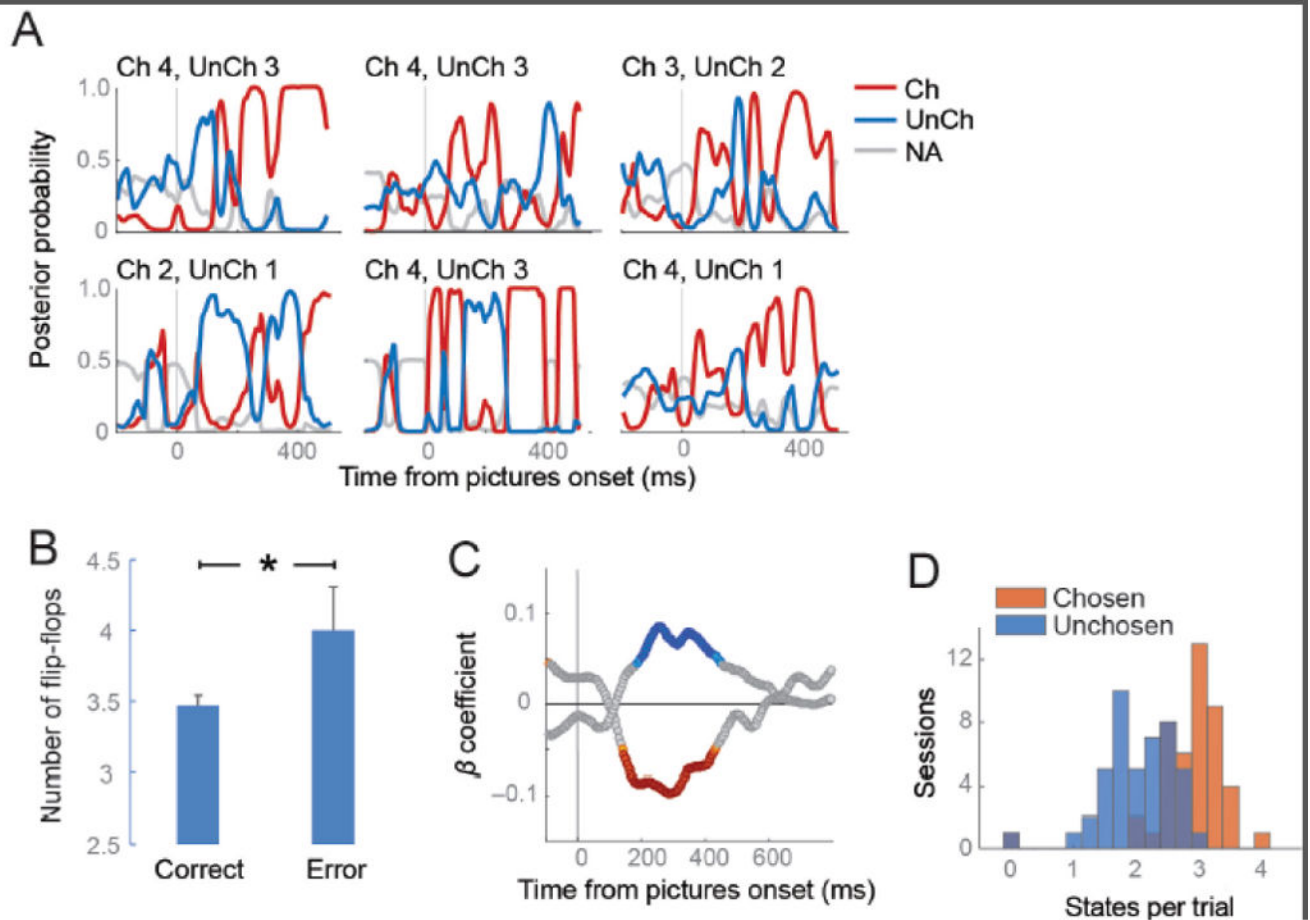 A
Ch 4, UnCh 3
Ch 4, UnCh 3
Ch 3, UnCh 2
Ch
UnCh
NA
1.0
0.5
0
Posterior probability
Ch 2, UnCh 1
Ch 4, UnCh 3
Ch 4, UnCh 1
1.0
0.5
0
0 400
0 400
0 400
Time from pictures onset (ms)
B
4.5
4
3.5
3
2.5
Number of flip-flops
*
Correct Error
C
0.1
0
−0.1
β coefficient
0 200 400 600
Time from pictures onset (ms)
D
Chosen
Unchosen
12
8
4
0
Sessions
0 1 2 3 4
States per trial